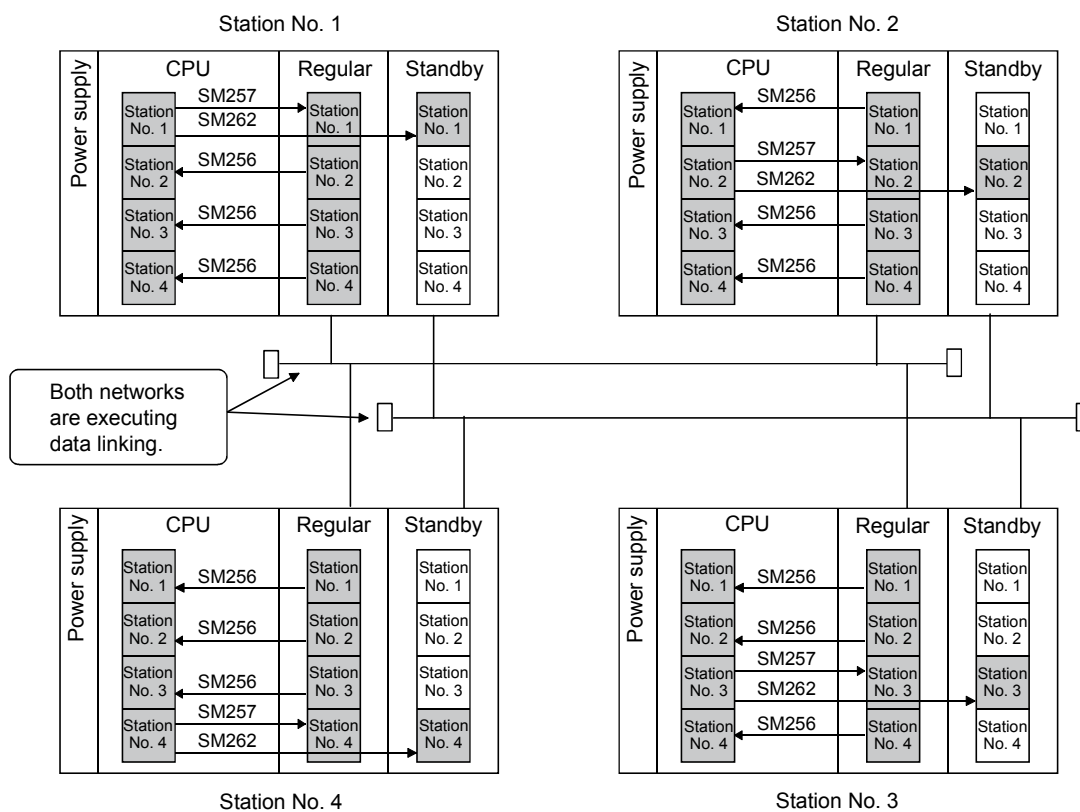 Station No. 1
Station No. 2
Power supply
CPU
Regular
Standby
Station
No. 1
Station
No. 2
Station
No. 3
Station
No. 4
SM257
SM262
SM256
SM256
SM256
Station
No. 1
Station
No. 2
Station
No. 3
Station
No. 4
Station
No. 1
Station
No. 2
Station
No. 3
Station
No. 4
Power supply
CPU
Regular
Standby
Station
No. 1
Station
No. 2
Station
No. 3
Station
No. 4
SM256
SM257
SM262
SM256
SM256
Station
No. 1
Station
No. 2
Station
No. 3
Station
No. 4
Station
No. 1
Station
No. 2
Station
No. 3
Station
No. 4
Both networks
are executing
data linking.
Power supply
CPU
Regular
Standby
Station
No. 1
Station
No. 2
Station
No. 3
Station
No. 4
SM256
SM256
SM256
SM257
SM262
Station
No. 1
Station
No. 2
Station
No. 3
Station
No. 4
Station
No. 1
Station
No. 2
Station
No. 3
Station
No. 4
Power supply
CPU
Regular
Standby
Station
No. 1
Station
No. 2
Station
No. 3
Station
No. 4
SM256
SM256
SM257
SM262
SM256
Station
No. 1
Station
No. 2
Station
No. 3
Station
No. 4
Station
No. 1
Station
No. 2
Station
No. 3
Station
No. 4
Station No. 4
Station No. 3